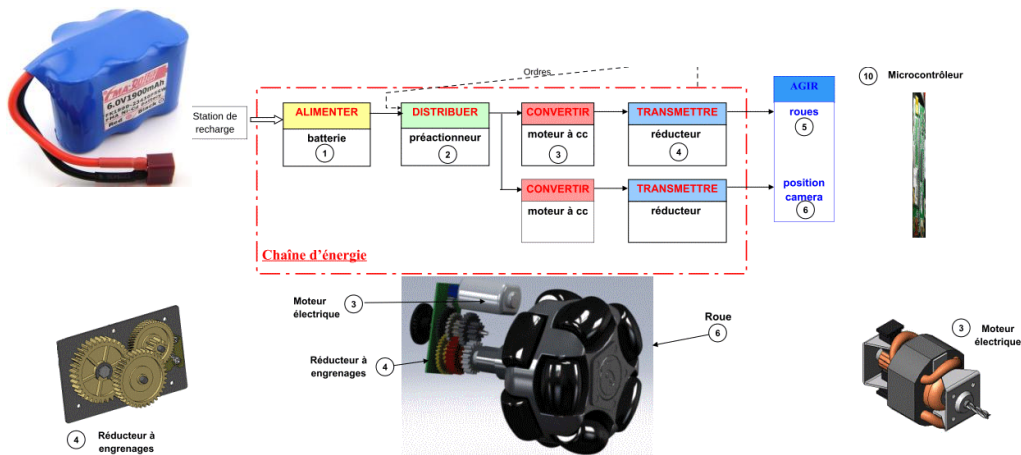 6.0V1900mAh
Ordres
Station de
recharge
ALIMENTER
batterie
1
DISTRIBUER
préactionneur
2
CONVERTIR
moteur à cc
3
TRANSMETTRE
réducteur
4
AGIR
roues
5
position
camera
6
CONVERTIR
moteur à cc
TRANSMETTRE
réducteur
Chaîne d'énergie
10 Microcontrôleur
Moteur
électrique
3
Réducteur à
engrenages
4
Roue
6
3 Moteur
électrique
4 Réducteur à
engrenages